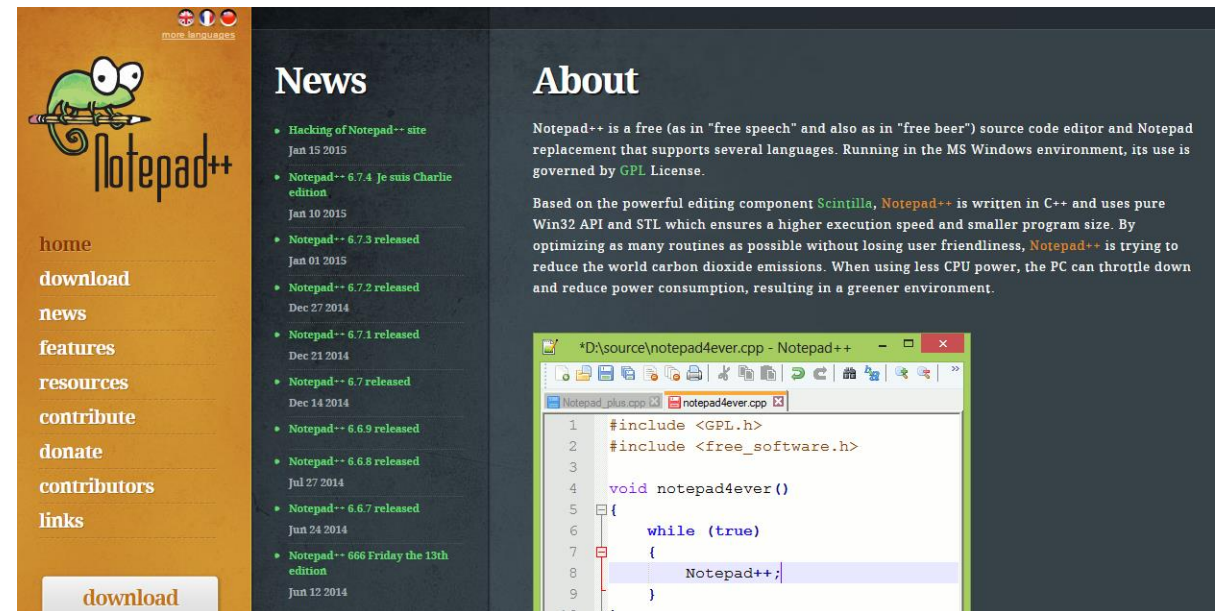 more languages
Notepad++
home
download
news
features
resources
contribute
donate
contributors
links
download
News
Hacking of Notepad++ site
Jan 15 2015
Notepad++ 6.7.4 Je suis Charlie
edition
Jan 10 2015
Notepad++ 6.7.3 released
Jan 01 2015
Notepad++ 6.7.2 released
Dec 27 2014
Notepad++ 6.7.1 released
Dec 21 2014
Notepad++ 6.7 released
Dec 14 2014
Notepad++ 6.6.9 released
Notepad++ 6.6.8 released
Jul 27 2014
Notepad++ 6.6.7 released
Jun 24 2014
Notepad++ 666 Friday the 13th
edition
Jun 12 2014
About
Notepad++ is a free (as in "free speech" and also as in "free beer") source code editor and Notepad
replacement that supports several languages. Running in the MS Windows environment, its use is
governed by GPL License.
Based on the powerful editing component Scintilla, Notepad++ is written in C++ and uses pure
Win32 API and STL which ensures a higher execution speed and smaller program size. By
optimizing as many routines as possible without losing user friendliness, Notepad++ is trying to
reduce the world carbon dioxide emissions. When using less CPU power, the PC can throttle down
and reduce power consumption, resulting in a greener environment.
*D:\source\notepad4ever.cpp - Notepad++
Notepad_plus.cpp notepad4ever.cpp
1 #include <GPL.h>
2 #include <free_software.h>
3
4 void notepad4ever()
5 {
6 while (true)
7 {
8 Notepad++;
9 }